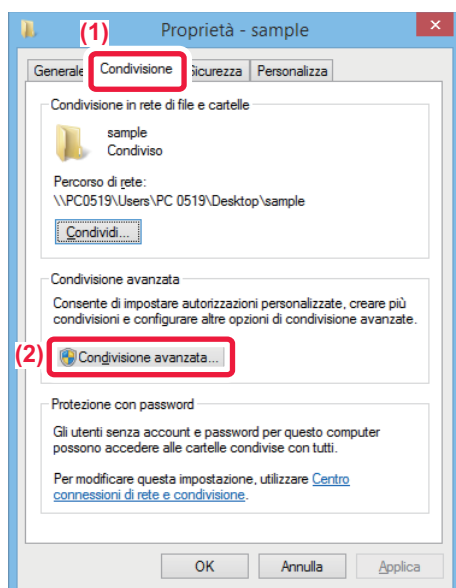 (1)
Proprietà - sample
Generale Condivisione Sicurezza Personalizza
Condivisione in rete di file e cartelle
sample
Condiviso
Percorso di rete:
\\PC0519\Users\PC 0519\Desktop\sample
Condividi...
Condivisione avanzata
Consente di impostare autorizzazioni personalizzate, creare più
condivisioni e configurare altre opzioni di condivisione avanzate.
(2)
Condivisione avanzata...
Protezione con password
Gli utenti senza account e password per questo computer
possono accedere alle cartelle condivise con tutti.
Per modificare questa impostazione, utilizzare Centro
connessioni di rete e condivisione.
OK Annulla Applica